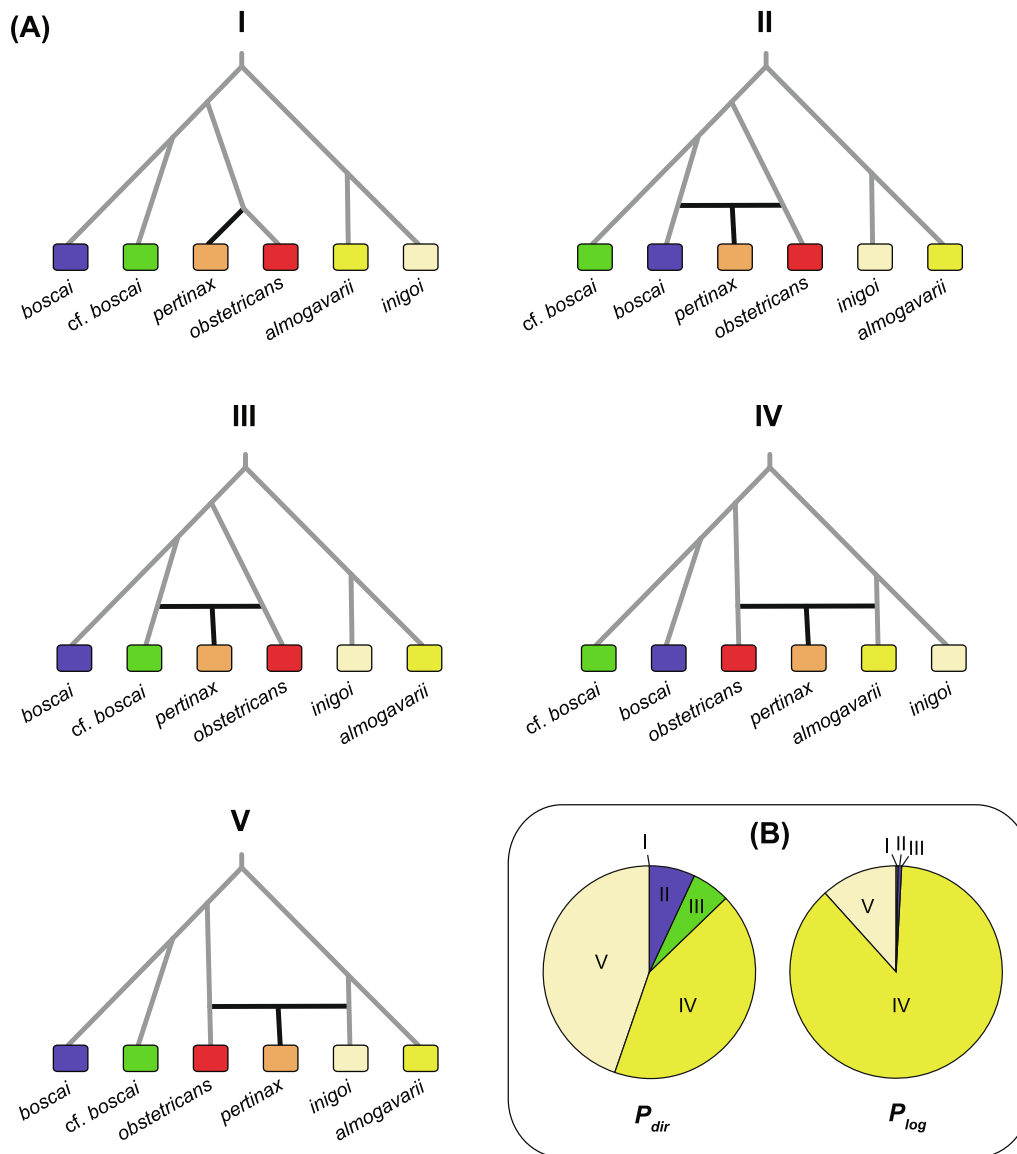 (A)
I
II
boscai
cf. boscai
pertinax
obstetricans
almogavarii
inigoi
cf. boscai
boscai
pertinax
obstetricans
inigoi
almogavarii
III
IV
boscai
cf. boscai
pertinax
obstetricans
inigoi
almogavarii
cf. boscai
boscai
obstetricans
pertinax
almogavarii
inigoi
V
boscai
cf. boscai
obstetricans
pertinax
inigoi
almogavarii
(B)
I
II
III
IV
V
P dir
I
II
III
IV
V
P log